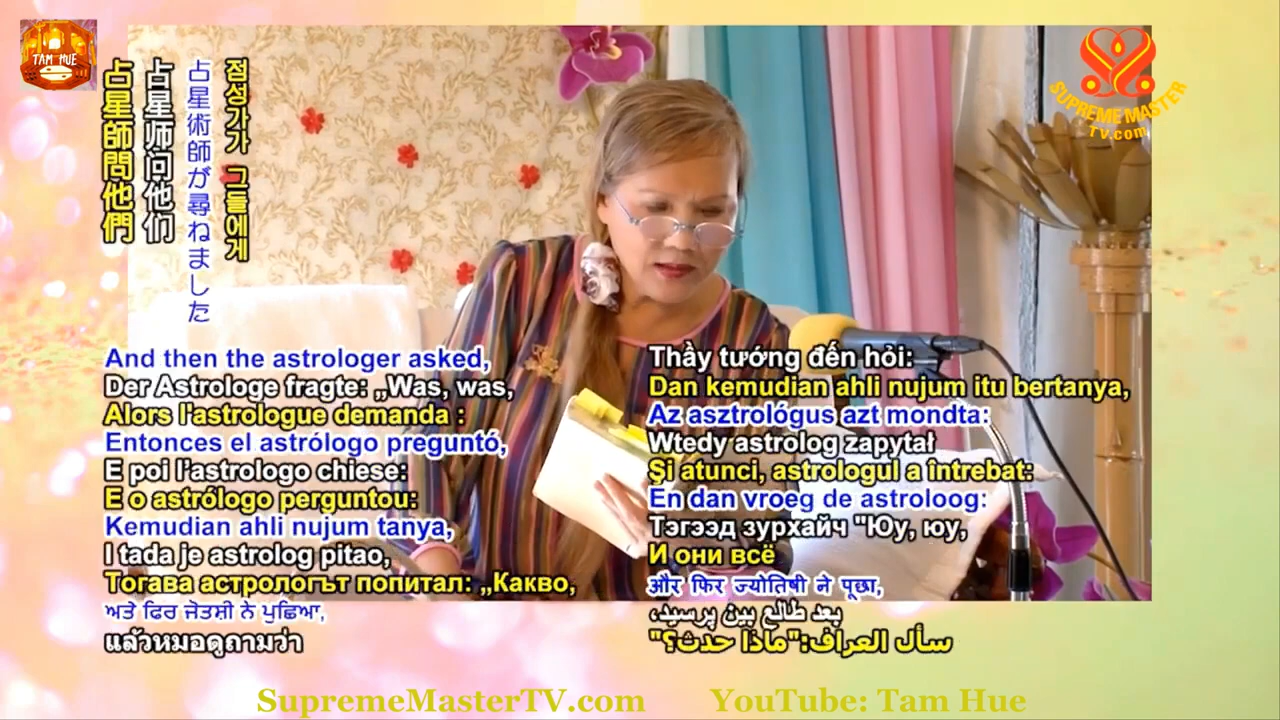 TAM HUE
占星師問他們
占星师问他们
占星術師が尋ねました
점성가가 그들에게
SUPREME MASTER
TV.com
And then the astrologer asked,
Der Astrologe fragte: „Was, was,
Alors l'astrologue demanda :
Entonces el astrólogo preguntó,
E poi l'astrologo chiese:
E o astrólogo perguntou:
Kemudian ahli nujum tanya,
I tada je astrolog pitao,
Тогава астрологът попитал: „Какво,
ਅਤੇ ਫਿਰ ਜੋਤਸ਼ੀ ਨੇ ਪੁਛਿਆ,
แล้วหมอดูถามว่า
Thầy tướng đến hỏi:
Dan kemudian ahli nujum itu bertanya,
Az asztrológus azt mondta:
Wtedy astrolog zapytał
Şi atunci, astrologul a întrebat:
En dan vroeg de astroloog:
Тэгээд зурхайч "Юу, юу,
И они всё
और फिर ज्योतिषी ने पूछा,
بعد طالع بین پرسید،
سأل العراف:"ماذا حدث؟"
SupremeMasterTV.com YouTube: Tam Hue